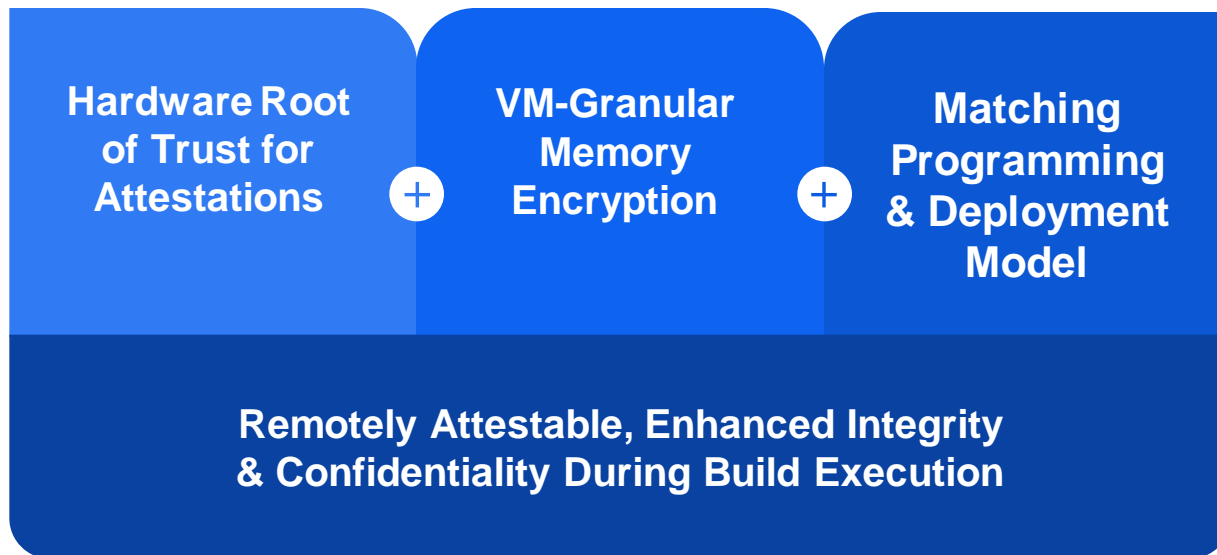 Hardware Root
of Trust for
Attestations
+
VM-Granular
Memory
Encryption
+
Matching
Programming
& Deployment
Model
Remotely Attestable, Enhanced Integrity
& Confidentiality During Build Execution